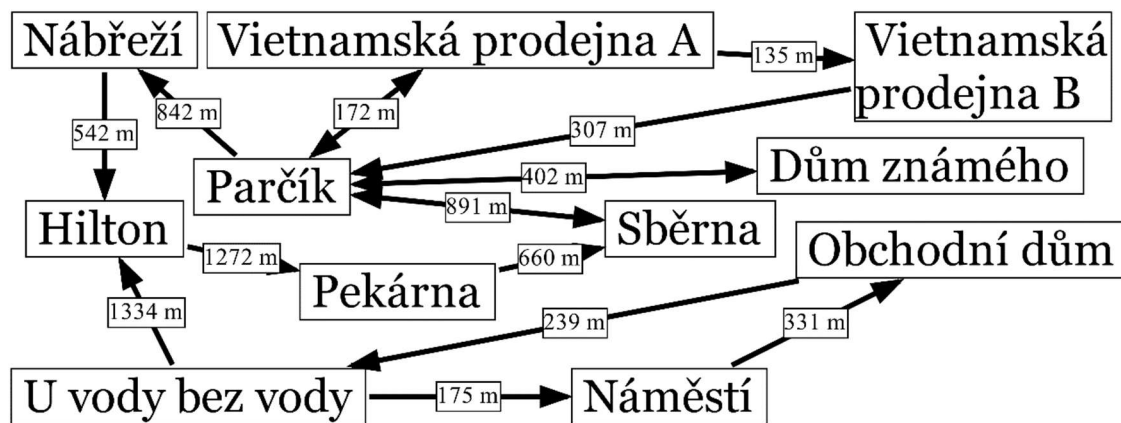 Nábřeží
Vietnamská prodejna A
135 m
Vietnamská
prodejna B
542 m
842 m
172 m
307 m
Parčík
402 m
Dům známého
891 m
Hilton
Sběrna
1272 m
660 m
Obchodní dům
Pekárna
1334 m
239 m
331 m
U vody bez vody
175 m
Náměstí